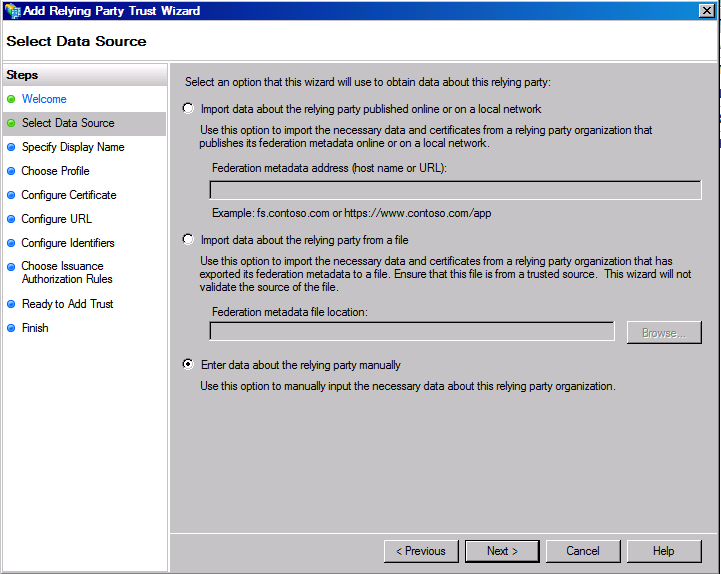 Add Relying Party Trust Wizard
Select Data Source
Steps
Welcome
Select Data Source
Specify Display Name
Choose Profile
Configure Certificate
Configure URL
Configure Identifiers
Choose Issuance
Authorization Rules
Ready to Add Trust
Finish
Select an option that this wizard will use to obtain data about this relying party:
Import data about the relying party published online or on a local network
Use this option to import the necessary data and certificates from a relying party organization that
publishes its federation metadata online or on a local network.
Federation metadata address (host name or URL):
Example: fs.contoso.com or https://www.contoso.com/app
Import data about the relying party from a file
Use this option to import the necessary data and certificates from a relying party organization that has
exported its federation metadata to a file. Ensure that this file is from a trusted source. This wizard will not
validate the source of the file.
Federation metadata file location:
Browse...
Enter data about the relying party manually
Use this option to manually input the necessary data about this relying party organization.
< Previous
Next >
Cancel
Help